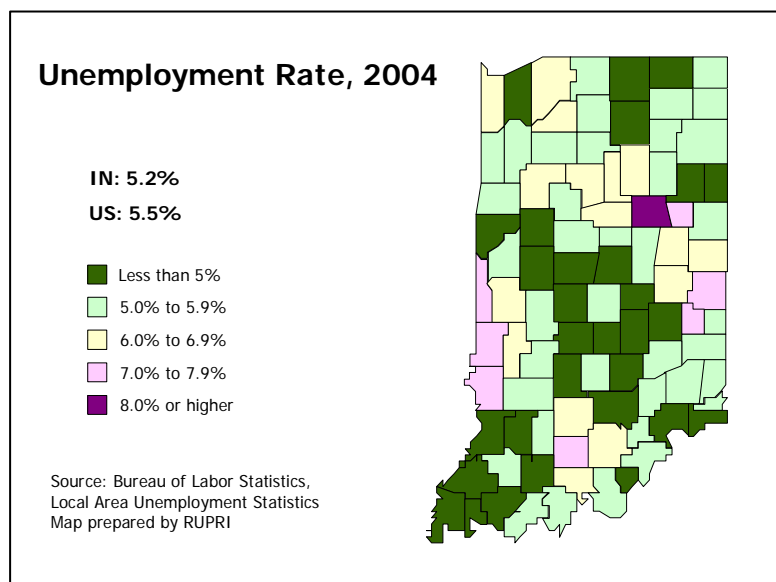 Unemployment Rate, 2004
IN: 5.2%
US: 5.5%
Less than 5%
5.0% to 5.9%
6.0% to 6.9%
7.0% to 7.9%
8.0% or higher
Source: Bureau of Labor Statistics,
Local Area Unemployment Statistics
Map prepared by RUPRI